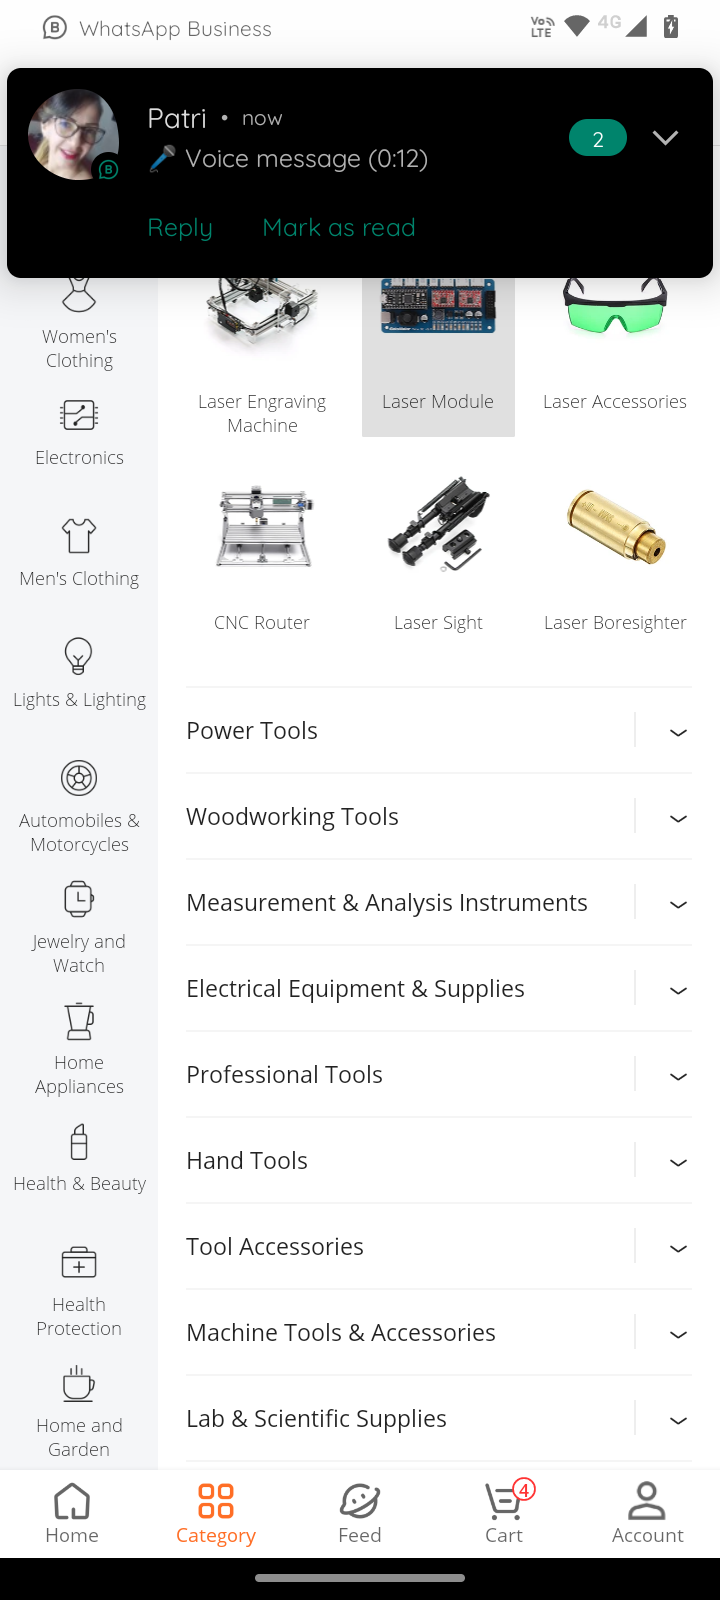 WhatsApp Business
Vo LTE
4G
Patri • now
🎤 Voice message (0:12)
2
Reply
Mark as read
Women's
Clothing
Electronics
Men's Clothing
Lights & Lighting
Automobiles &
Motorcycles
Jewelry and
Watch
Home
Appliances
Health & Beauty
Health
Protection
Home and
Garden
Laser Engraving
Machine
Laser Module
Laser Accessories
CNC Router
Laser Sight
Laser Boresighter
Power Tools
Woodworking Tools
Measurement & Analysis Instruments
Electrical Equipment & Supplies
Professional Tools
Hand Tools
Tool Accessories
Machine Tools & Accessories
Lab & Scientific Supplies
Home
Category
Feed
4
Cart
Account